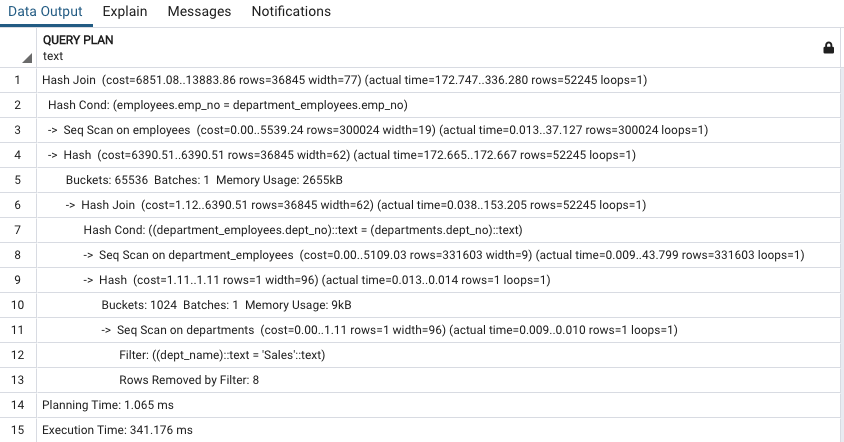 Data Output Explain Messages Notifications
QUERY PLAN
text
1 Hash Join (cost=6851.08..13883.86 rows=36845 width=77) (actual time=172.747..336.280 rows=52245 loops=1)
2 Hash Cond: (employees.emp_no = department_employees.emp_no)
3 -> Seq Scan on employees (cost=0.00..5539.24 rows=300024 width=19) (actual time=0.013..37.127 rows=300024 loops=1)
4 -> Hash (cost=6390.51..6390.51 rows=36845 width=62) (actual time=172.665..172.667 rows=52245 loops=1)
5 Buckets: 65536 Batches: 1 Memory Usage: 2655kB
6 -> Hash Join (cost=1.12..6390.51 rows=36845 width=62) (actual time=0.038..153.205 rows=52245 loops=1)
7 Hash Cond: ((department_employees.dept_no)::text = (departments.dept_no)::text)
8 -> Seq Scan on department_employees (cost=0.00..5109.03 rows=331603 width=9) (actual time=0.009..43.799 rows=331603 loops=1)
9 -> Hash (cost=1.11..1.11 rows=1 width=96) (actual time=0.013..0.014 rows=1 loops=1)
10 Buckets: 1024 Batches: 1 Memory Usage: 9kB
11 -> Seq Scan on departments (cost=0.00..1.11 rows=1 width=96) (actual time=0.009..0.010 rows=1 loops=1)
12 Filter: ((dept_name)::text = 'Sales'::text)
13 Rows Removed by Filter: 8
14 Planning Time: 1.065 ms
15 Execution Time: 341.176 ms